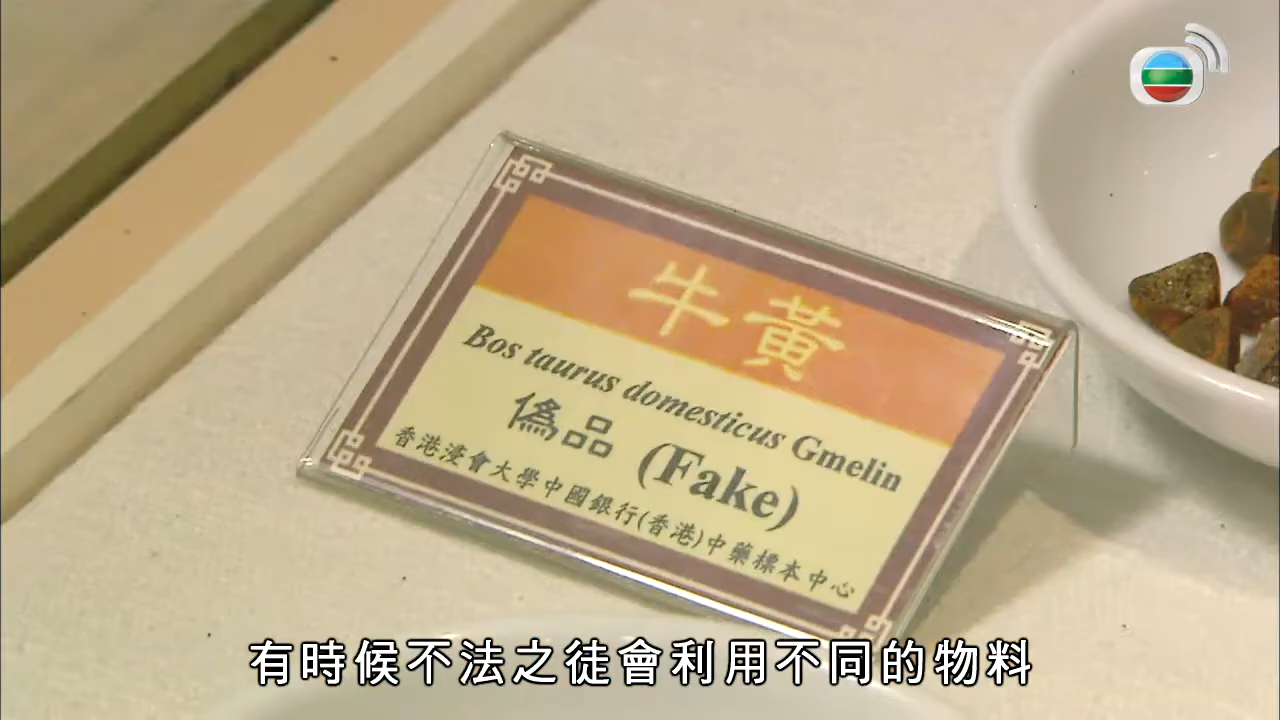 牛黃
Bos taurus domesticus Gmelin
偽品 (Fake)
香港浸會大學中國銀行(香港)中藥標本中心
有時候不法之徒會利用不同的物料